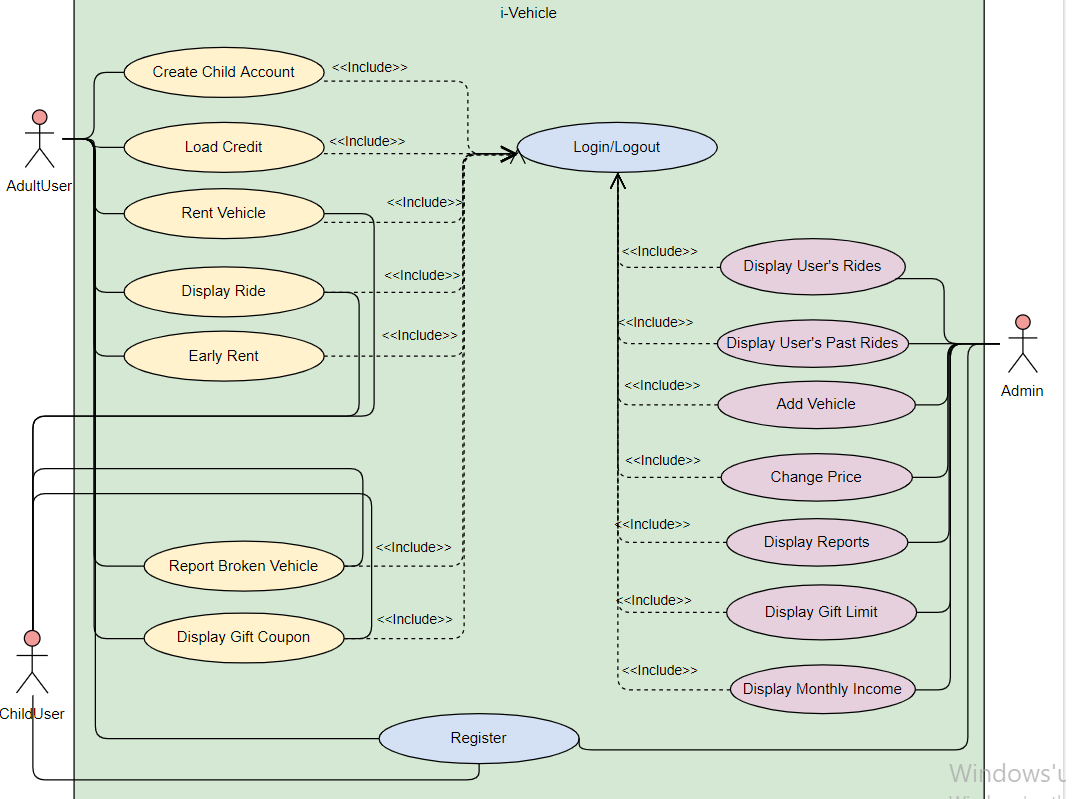 i-Vehicle
Create Child Account
<<Include>>
Load Credit
<<Include>>
Login/Logout
AdultUser
Rent Vehicle
<<Include>>
Display Ride
<<Include>>
Early Rent
<<Include>>
<<Include>>
Display User's Rides
<<Include>>
Display User's Past Rides
Admin
<<Include>>
Add Vehicle
<<Include>>
Change Price
<<Include>>
Display Reports
Report Broken Vehicle
<<Include>>
<<Include>>
Display Gift Limit
Display Gift Coupon
<<Include>>
<<Include>>
Display Monthly Income
ChildUser
Register
Windows'u